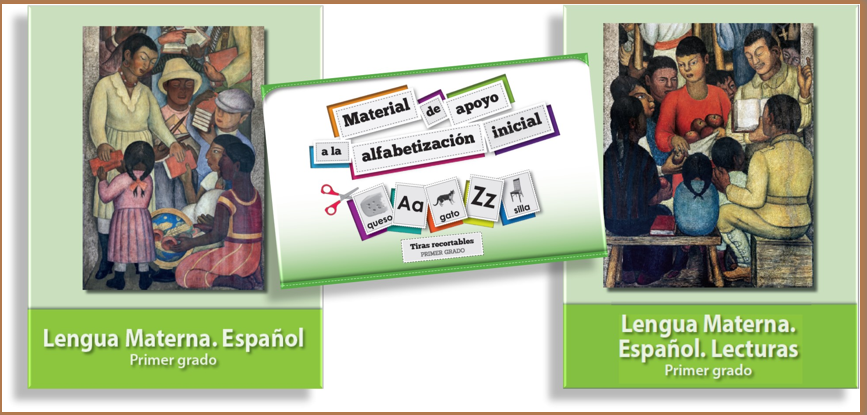 Lengua Materna. Español
Primer grado
Material de apoyo
a la alfabetización inicial
queso
Aa
gato
Zz
silla
Tiras recortables
PRIMER GRADO
Lengua Materna.
Español. Lecturas
Primer grado